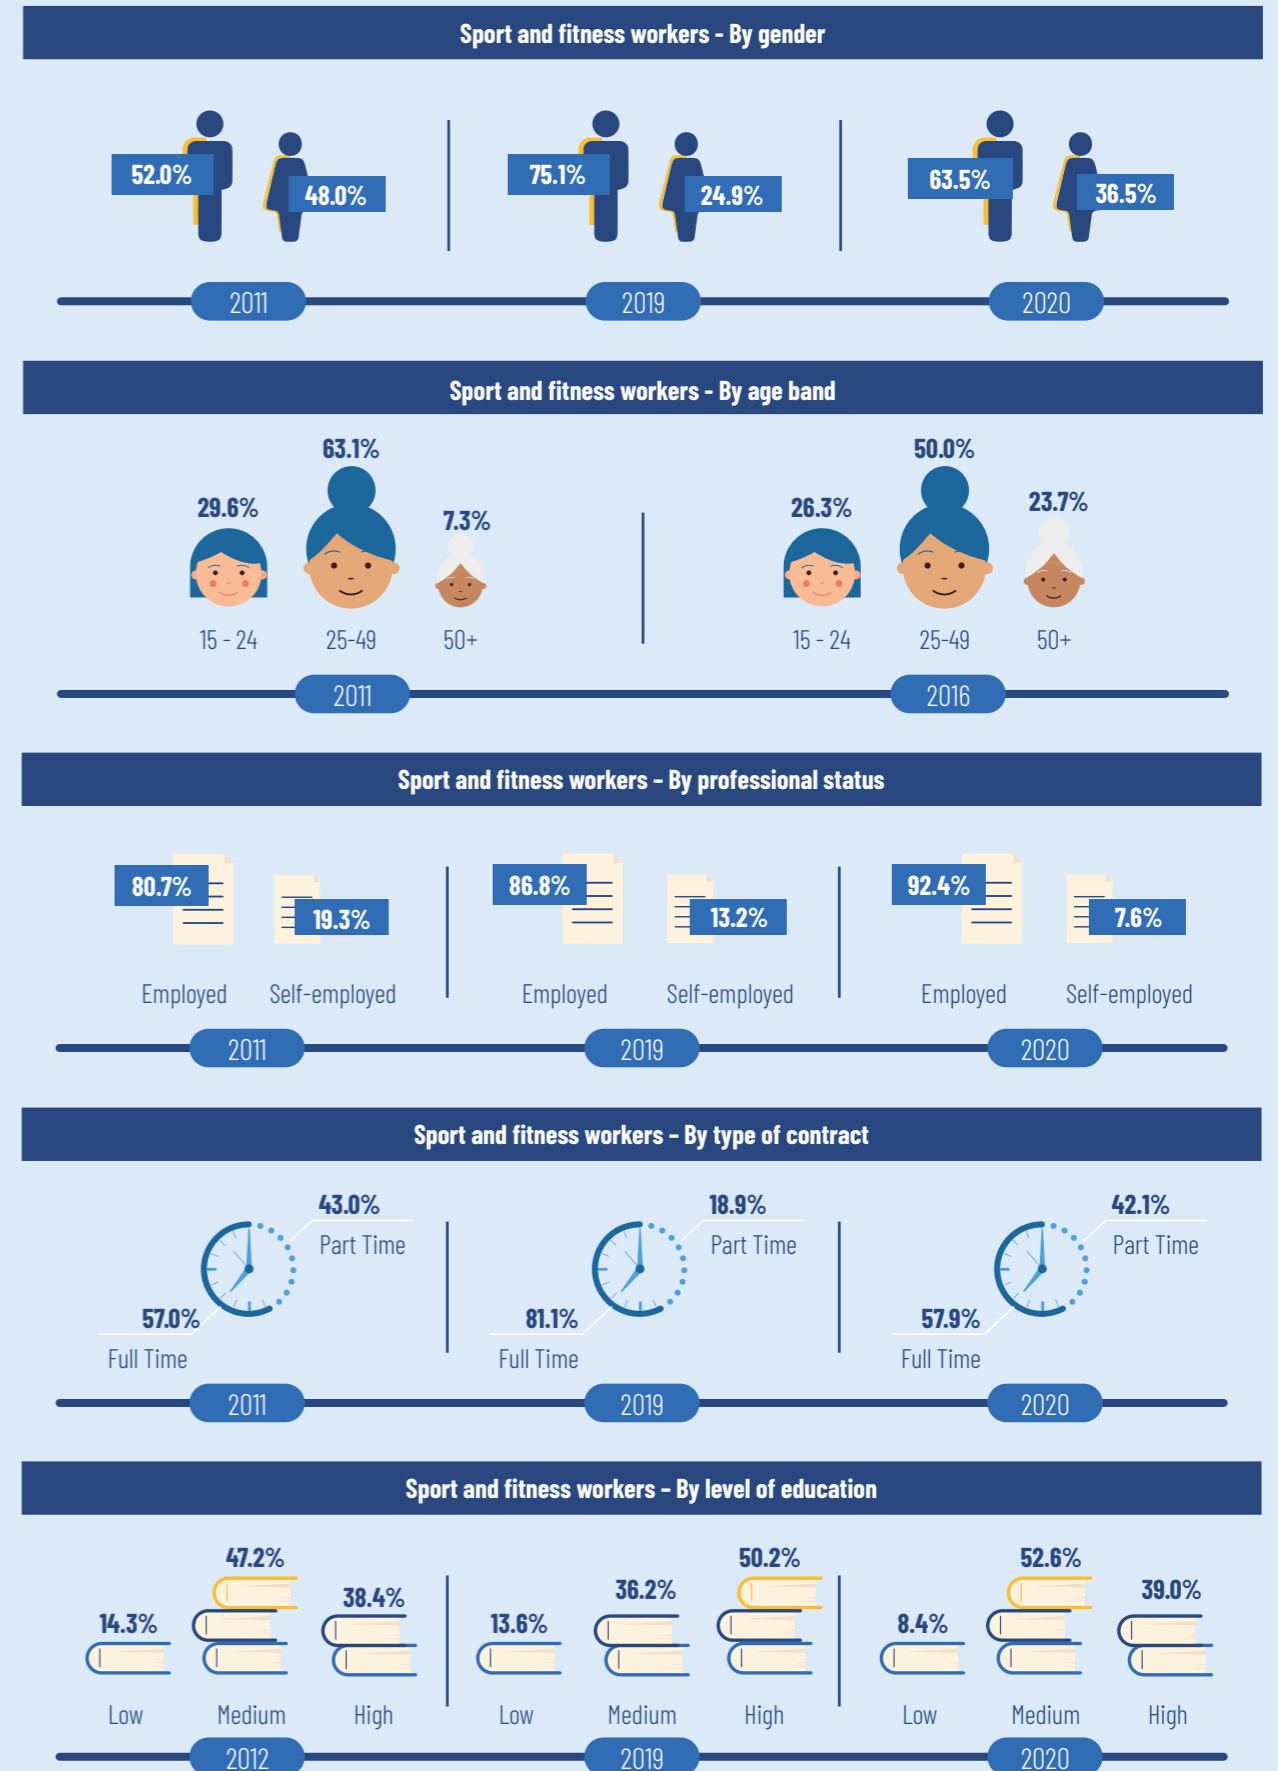 Sport and fitness workers - By gender
52.0%
48.0%
75.1%
24.9%
63.5%
36.5%
2011
2019
2020
Sport and fitness workers - By age band
29.6%
63.1%
7.3%
26.3%
50.0%
23.7%
15 - 24
25-49
50+
15 - 24
25-49
50+
2011
2016
Sport and fitness workers – By professional status
80.7%
19.3%
86.8%
13.2%
92.4%
7.6%
Employed
Self-employed
Employed
Self-employed
Employed
Self-employed
2011
2019
2020
Sport and fitness workers – By type of contract
43.0%
Part Time
57.0%
Full Time
18.9%
Part Time
81.1%
Full Time
42.1%
Part Time
57.9%
Full Time
2011
2019
2020
Sport and fitness workers – By level of education
14.3%
47.2%
38.4%
13.6%
36.2%
50.2%
8.4%
52.6%
39.0%
Low
Medium
High
Low
Medium
High
Low
Medium
High
2012
2019
2020